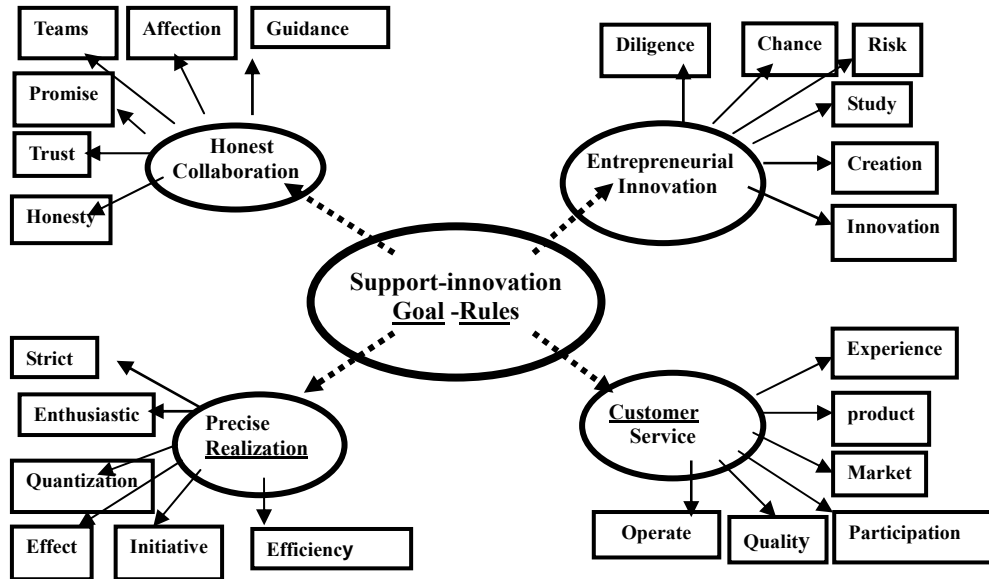 Teams
Affection
Guidance
Promise
Trust
Honesty
Honest
Collaboration
Diligence
Chance
Risk
Study
Creation
Innovation
Entrepreneurial
Innovation
Support-innovation
Goal -Rules
Strict
Enthusiastic
Quantization
Effect
Initiative
Efficiency
Precise
Realization
Customer
Service
Experience
product
Market
Participation
Quality
Operate